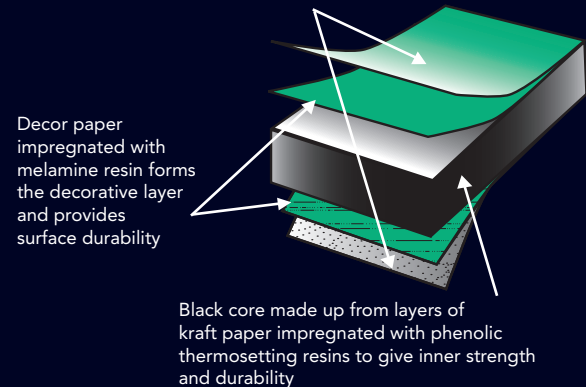 Decor paper
impregnated with
melamine resin forms
the decorative layer
and provides
surface durability
Black core made up from layers of
kraft paper impregnated with phenolic
thermosetting resins to give inner strength
and durability